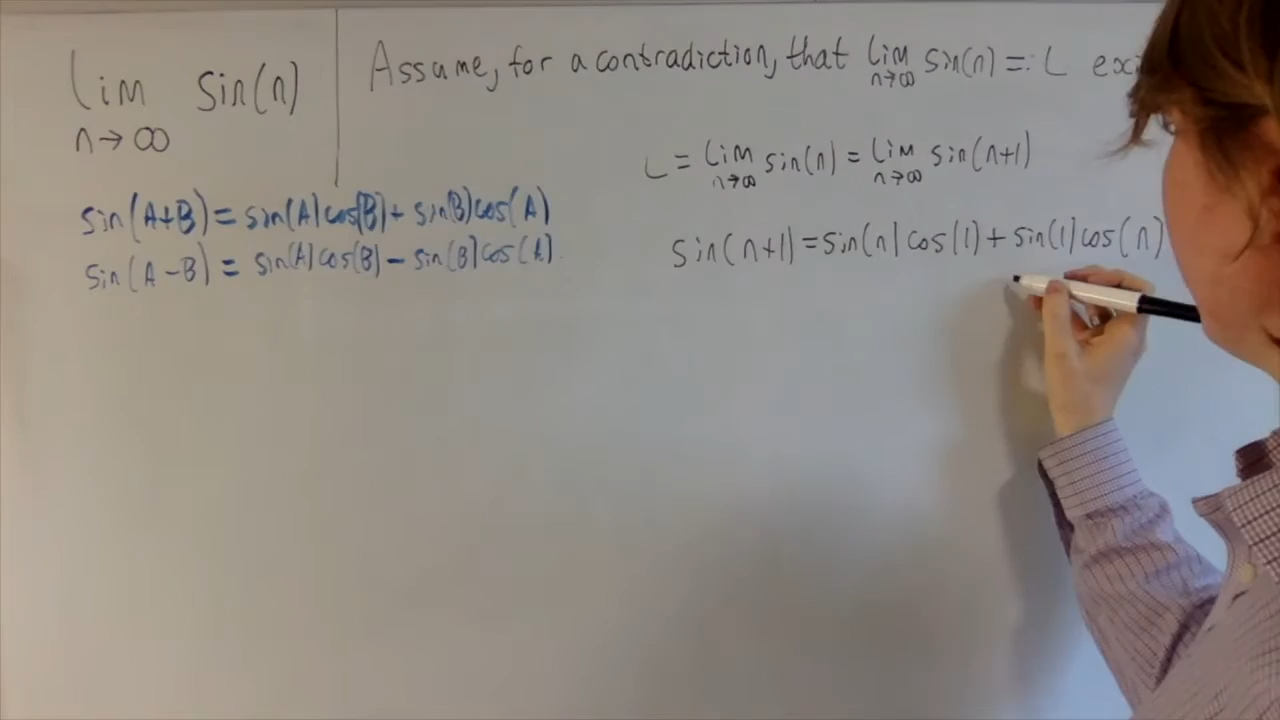 lim n→∞ sin(n)
sin(A+B) = sin(A)cos(B) + sin(B)cos(A)
sin(A-B) = sin(A)cos(B) - sin(B)cos(A)
Assume, for a contradiction, that lim n→∞ sin(n) =: L
L = lim n→∞ sin(n) = lim n→∞ sin(n+1)
sin(n+1) = sin(n)cos(1) + sin(1)cos(n)